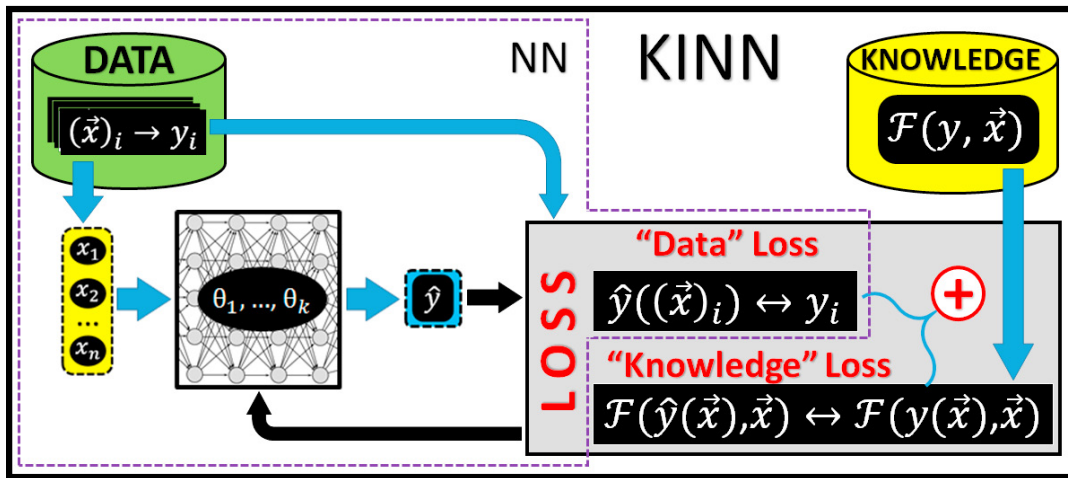 DATA
(x⃗)ᵢ → yᵢ
NN
KINN
KNOWLEDGE
ℱ(y, x⃗)
x₁
x₂
...
xₙ
θ₁, ..., θₖ
ŷ
LOSS
“Data” Loss
ŷ((x⃗)ᵢ) ↔ yᵢ
+
“Knowledge” Loss
ℱ(ŷ(x⃗),x⃗) ↔ ℱ(y(x⃗),x⃗)